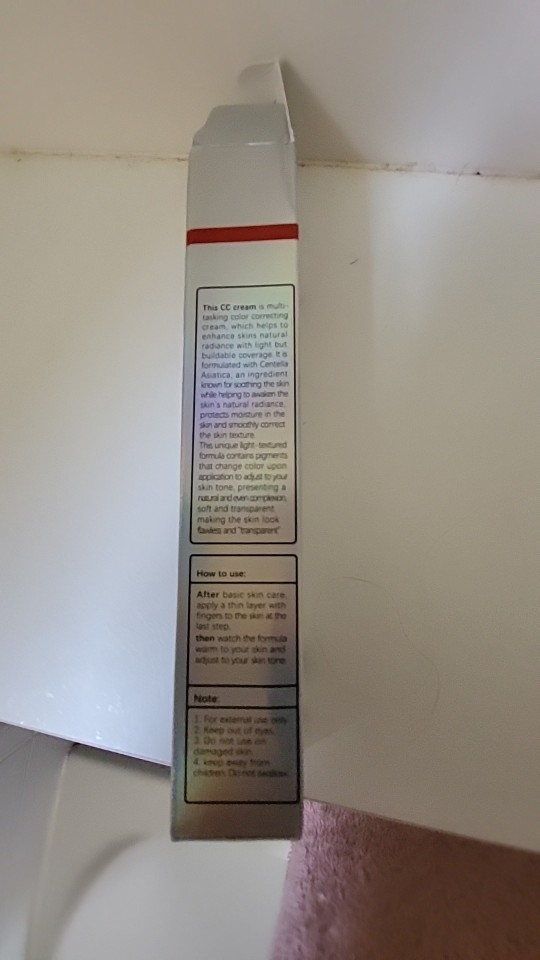 This CC cream is multi-
tasking color correcting
cream, which helps to
enhance skins natural
radiance with light but
buildable coverage. It is
formulated with Centella
Asiatica, an ingredient
known for soothing the skin
while helping to awaken the
skin's natural radiance,
protects moisture in the
skin and smoothly correct
the skin texture.
This unique light-textured
formula contains pigments
that change color upon
application to adjust to your
skin tone, presenting a
natural and even complexion,
soft and transparent
making the skin look
flawless and "transparent"
How to use:
After basic skin care,
apply a thin layer with
fingers to the skin at the
last step,
then watch the formula
warm to your skin and
adjust to your skin tone.
Note:
1. For external use only
2. Keep out of eyes.
3. Do not use on
damaged skin.
4. keep away from
children. Do not swallow.